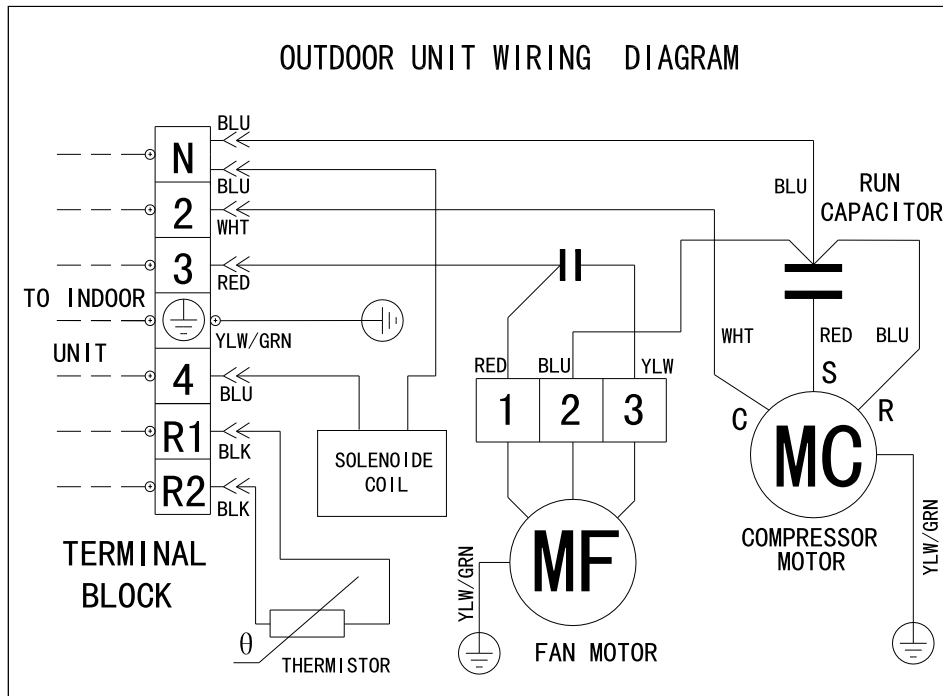 OUTDOOR UNIT WIRING DIAGRAM
BLU
N
BLU
BLU
RUN
CAPACITOR
2
WHT
3
RED
TO INDOOR
UNIT
YLW/GRN
WHT
RED
BLU
RED
BLU
YLW
4
BLU
S
C
R
1
2
3
R1
BLK
SOLENOIDE
COIL
MC
R2
BLK
COMPRESSOR
MOTOR
YLW/GRN
TERMINAL
BLOCK
MF
YLW/GRN
θ
THERMISTOR
FAN MOTOR